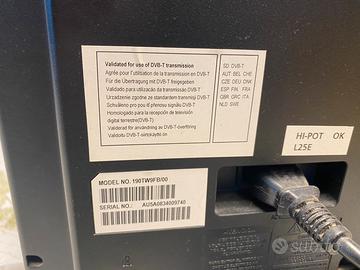 Validated for use of DVB-T transmission
Agrée pour l'utilisation de la transmission en DVB-T
Für die Übertragung mit DVB-T freigegeben
Validado para utilização da transmissão DVB-T
Urządzenie zgodne ze standardem transmisji DVB-T
Schváleno pro použití přenosu signálu DVB-T
Homologado para la recepción de televisión
digital terrestre(DVB-T)
Validerad för användning av DVB-T-överföring
Validoitu DVB-T-siirtokäyttöön
SD DVB-T
AUT BEL CHE
CZE DEU DNK
ESP FIN FRA
GBR GRC ITA
NLD SWE
HI-POT OK
L25E
MODEL NO. 190TW9FB/00
SERIAL NO.: AU5A0834009740
subito